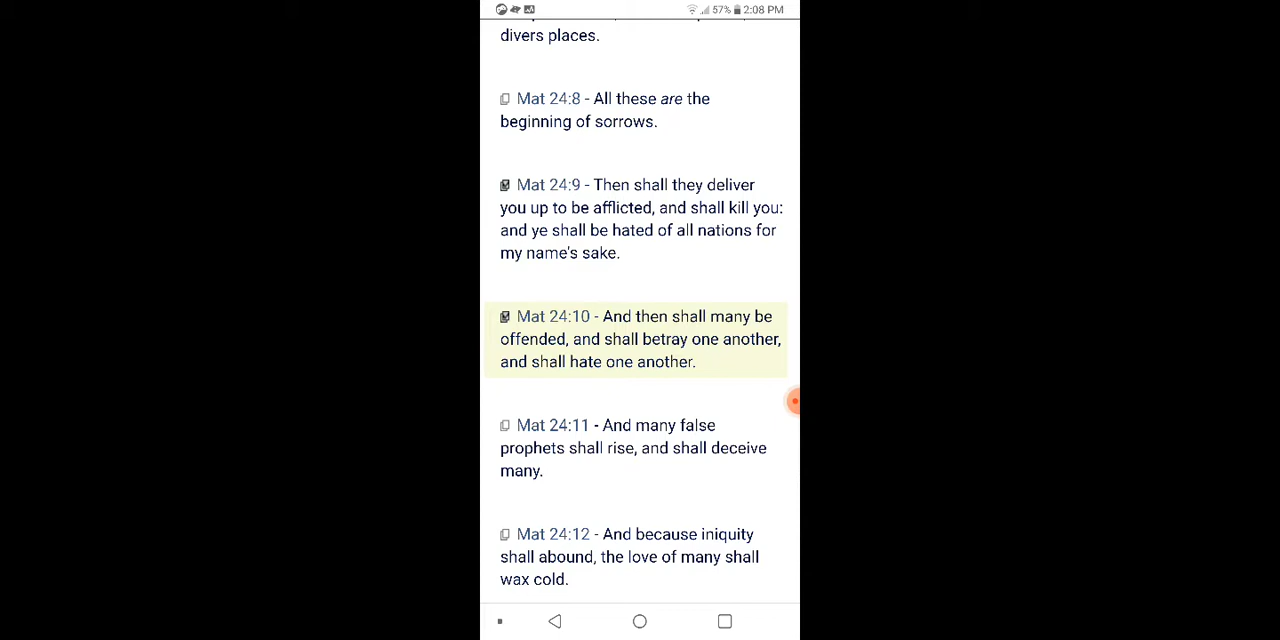 57% 2:08 PM
divers places.
Mat 24:8 - All these are the
beginning of sorrows.
Mat 24:9 - Then shall they deliver
you up to be afflicted, and shall kill you:
and ye shall be hated of all nations for
my name's sake.
Mat 24:10 - And then shall many be
offended, and shall betray one another,
and shall hate one another.
Mat 24:11 - And many false
prophets shall rise, and shall deceive
many.
Mat 24:12 - And because iniquity
shall abound, the love of many shall
wax cold.